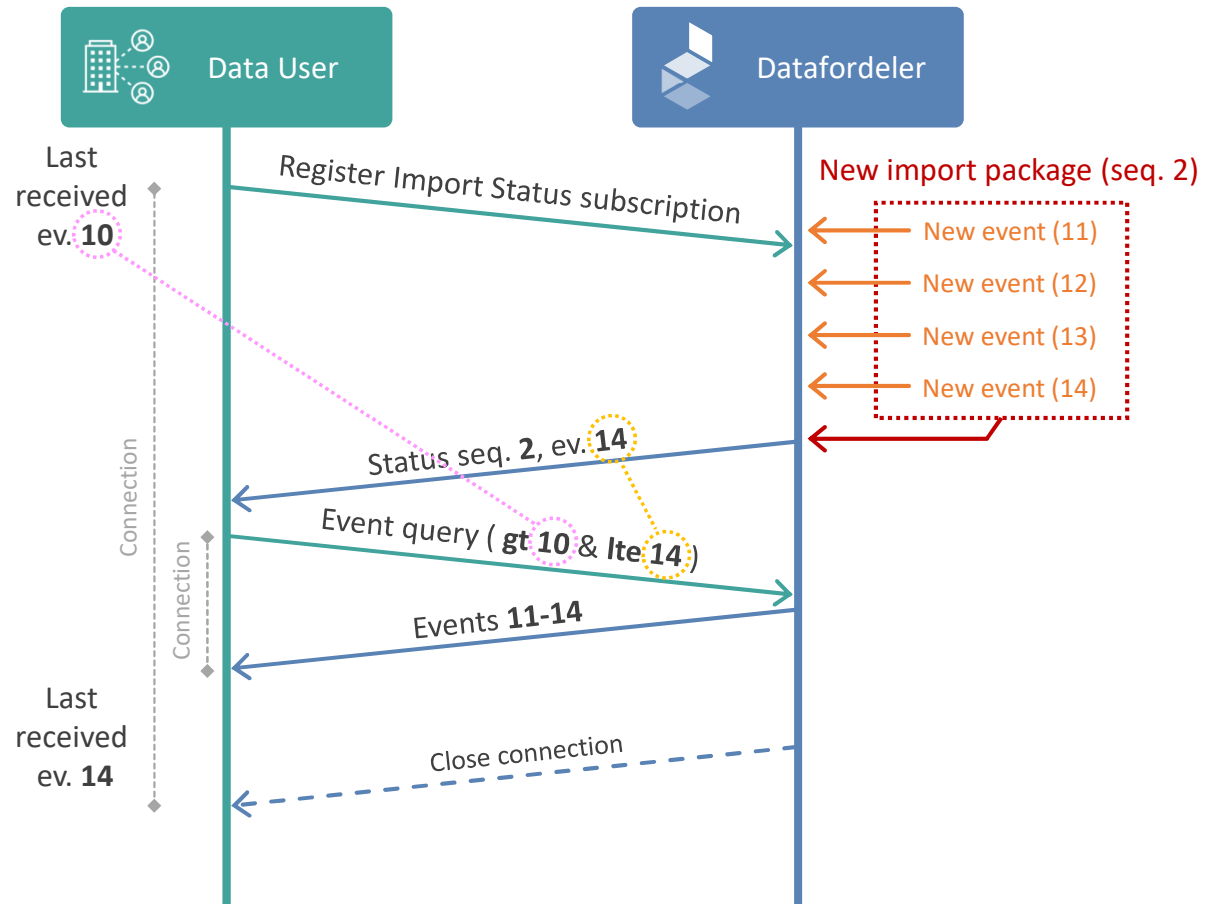 Data User
Datafordeler
Last
received
ev. 10
Register Import Status subscription
New import package (seq. 2)
New event (11)
New event (12)
New event (13)
New event (14)
Status seq. 2, ev. 14
Connection
Event query ( gt 10 & lte 14 )
Connection
Events 11-14
Last
received
ev. 14
Close connection